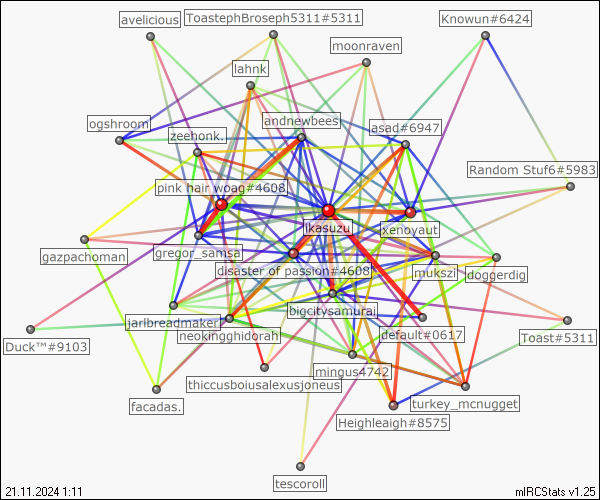 avelicious
ToastephBroseph5311#5311
Knowun#6424
moonraven
lahnk
ogshroom
andnewbees
asad#6947
zeehonk.
Random Stuf6#5983
pink hair woag#4608
ikasuzu
xenoyaut
gazpachoman
gregor_samsa
disaster of passion#4608
mukszi
doggerdig
bigcitysamurai
jaribreadmaker
neokingghidorah
default#0617
Toast#5311
Duck™#9103
mingus4742
thiccusboiusalexusjoneus
facadas.
turkey_mcnugget
Heighleaigh#8575
tescoroll
21.11.2024 1:11
mIRCStats v1.25